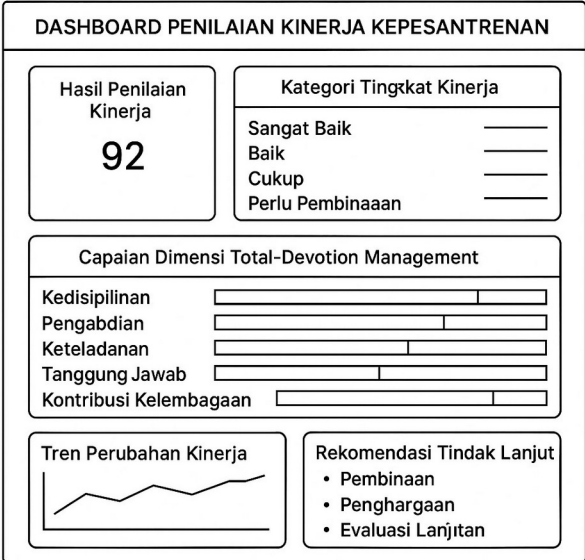 DASHBOARD PENILAIAN KINERJA KEPESANTRENAN
Hasil Penilaian
Kinerja
92
Kategori Tingkat Kinerja
Sangat Baik
Baik
Cukup
Perlu Pembinaaan
Capaian Dimensi Total-Devotion Management
Kedisipilinan
Pengabdian
Keteladanan
Tanggung Jawab
Kontribusi Kelembagaan
Tren Perubahan Kinerja
Rekomendasi Tindak Lanjut
• Pembinaan
• Penghargaan
• Evaluasi Lanjutan